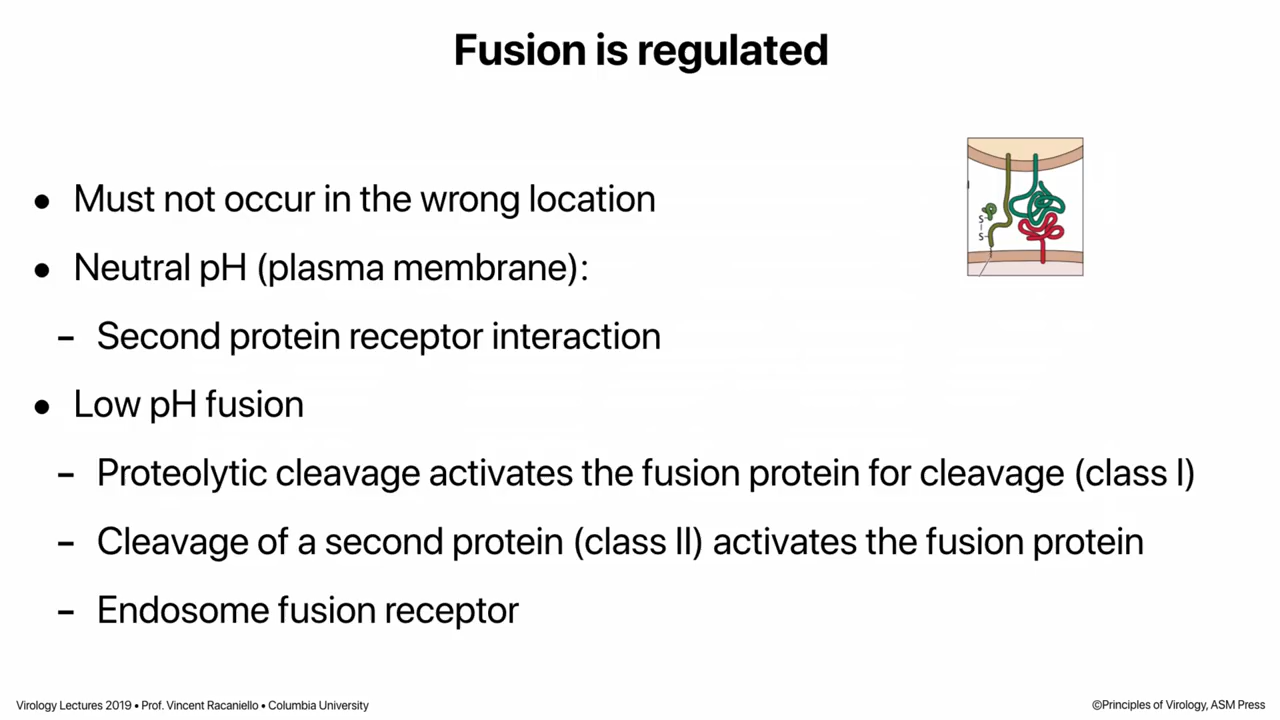 Fusion is regulated
• Must not occur in the wrong location
• Neutral pH (plasma membrane):
– Second protein receptor interaction
• Low pH fusion
– Proteolytic cleavage activates the fusion protein for cleavage (class I)
– Cleavage of a second protein (class II) activates the fusion protein
– Endosome fusion receptor
S
S
Virology Lectures 2019 • Prof. Vincent Racaniello • Columbia University
©Principles of Virology, ASM Press